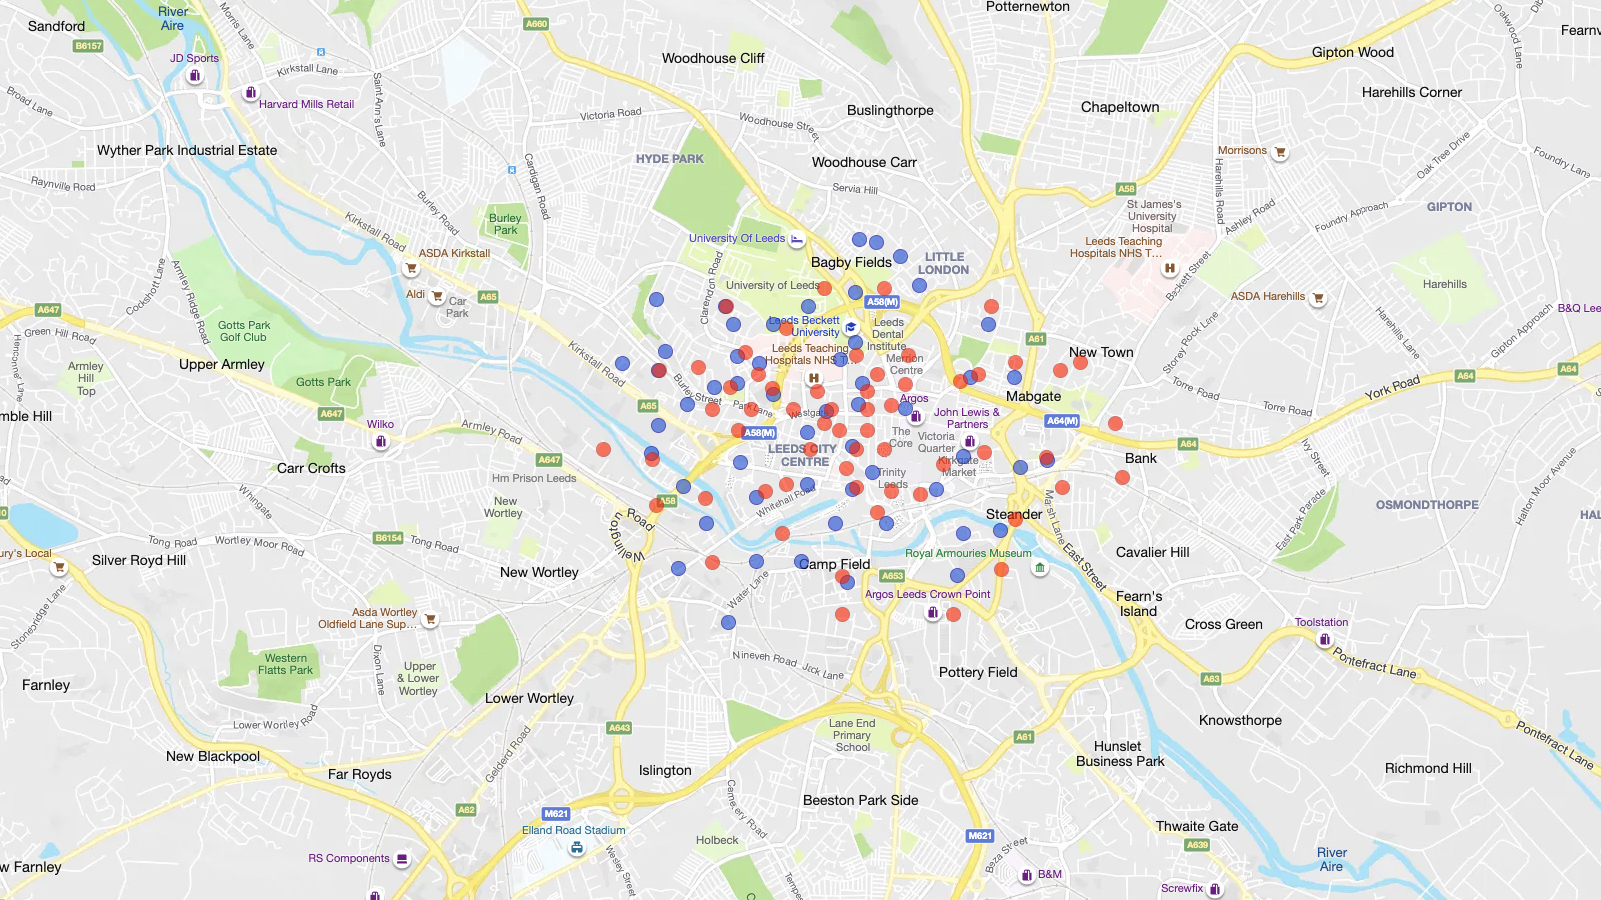 Sandford
River
Aire
B6157
JD Sports
Morris Lane
Kirkstall Lane
Harvard Mills Retail
Broad Lane
Saint Ann's Lane
A660
Woodhouse Cliff
Potternewton
Gipton Wood
Oakwood Lane
Fearnv
Harehills Corner
Chapeltown
Buslingthorpe
Victoria Road
Woodhouse Street
Wyther Park Industrial Estate
HYDE PARK
Woodhouse Carr
Morrisons
Oak Tree Drive
Foundry Lane
Raynville Road
Cardigan Road
Burley Road
Servia Hill
A58
Harehills Road
St James's
University
Hospital
Ashley Road
Foundry Approach
GIPTON
Kirkstall Road
Burley
Park
University Of Leeds
Leeds Teaching
Hospitals NHS T...
ASDA Kirkstall
Armley Ridge Road
Cockshott Lane
Clarendon Road
Bagby Fields
LITTLE
LONDON
Beckett Street
Harehills
Aldi
Car
Park
A65
University of Leeds
A58(M)
ASDA Harehills
B&Q Lee
A647
Green Hill Road
Gotts Park
Golf Club
Leeds Beckett
University
Leeds
Dental
Institute
A61
Storey Rock Lane
Harehills Lane
Gipton Approach
Upper Armley
Kirkstall Road
Leeds Teaching
Hospitals NHS T...
Merrion
Centre
New Town
A64
A64
Armley
Hill
Top
Gotts Park
Burley Street
Torre Road
York Road
mble Hill
A647
A65
Park Lane
Westgate
Argos
Mabgate
Torre Road
Wilko
Armley Road
A58(M)
John Lewis &
Partners
A64(M)
The
Core
Victoria
Quarter
A64
Ivy Street
LEEDS CITY
CENTRE
Kirkgate
Market
Bank
Carr Crofts
A647
Hm Prison Leeds
Trinity
Leeds
Whingate
New
Wortley
A58
Whitehall Road
Marsh Lane
Steander
East Park Parade
OSMONDTHORPE
Halton Moor Avenue
HAL
Wellington Road
Tong Road
Wortley Moor Road
B6154
Tong Road
ury's Local
Silver Royd Hill
New Wortley
Camp Field
Royal Armouries Museum
East Street
Cavalier Hill
A653
Water Lane
Argos Leeds Crown Point
Fearn's
Island
Stonebridge Lane
Asda Wortley
Oldfield Lane Sup...
Cross Green
Toolstation
Western
Flatts Park
Dixon Lane
Upper
& Lower
Wortley
Nineveh Road
Jack Lane
Pottery Field
Pontefract Lane
A63
Farnley
Lower Wortley
Lower Wortley Road
A643
Lane End
Primary
School
Knowsthorpe
Pontefract Lane
A61
New Blackpool
Gelderd Road
Hunslet
Business Park
Far Royds
Islington
Richmond Hill
Cemetery Road
Beeston Park Side
A62
M621
Elland Road Stadium
Holbeck
M621
Thwaite Gate
A639
River
Aire
Beza Street
RS Components
Wesley Street
B&M
Screwfix
w Farnley